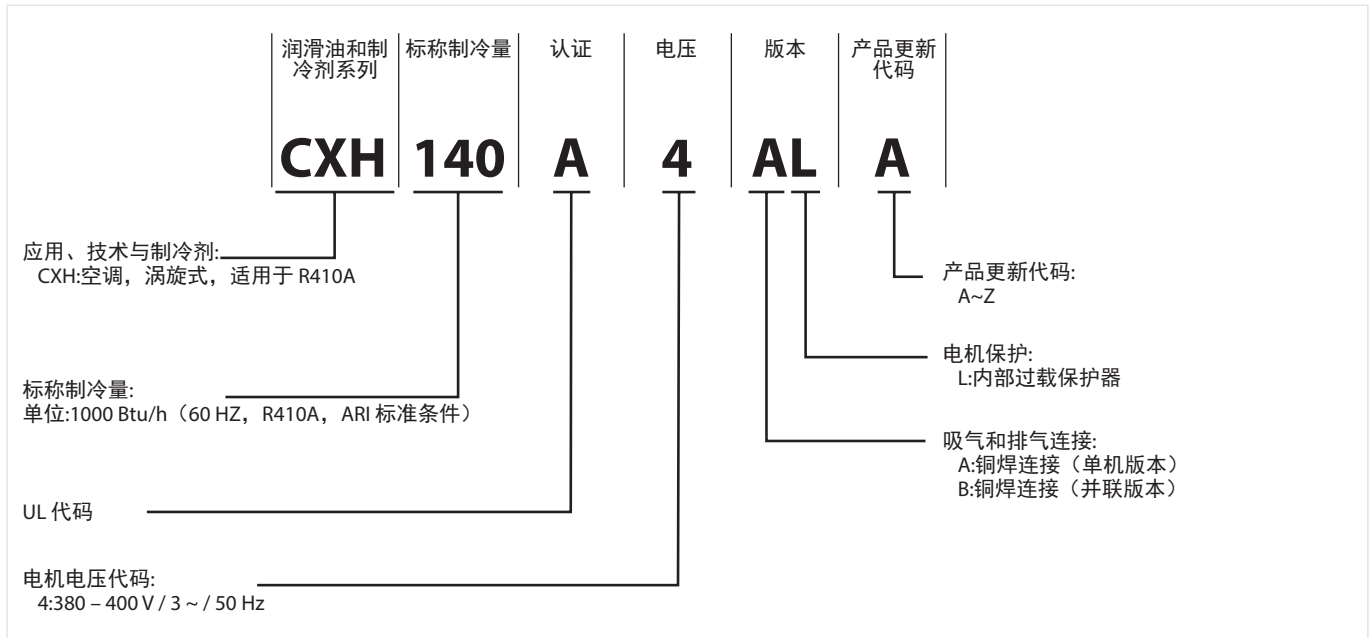 润滑油和制
冷剂系列
标称制冷量
认证
电压
版本
产品更新
代码
CXH
140
A
4
AL
A
应用、技术与制冷剂:
CXH:空调，涡旋式，适用于 R410A
标称制冷量:
单位:1000 Btu/h（60 HZ，R410A，ARI 标准条件）
UL 代码
电机电压代码:
4:380 – 400 V / 3 ~ / 50 Hz
产品更新代码:
A~Z
电机保护:
L:内部过载保护器
吸气和排气连接:
A:铜焊连接（单机版本）
B:铜焊连接（并联版本）